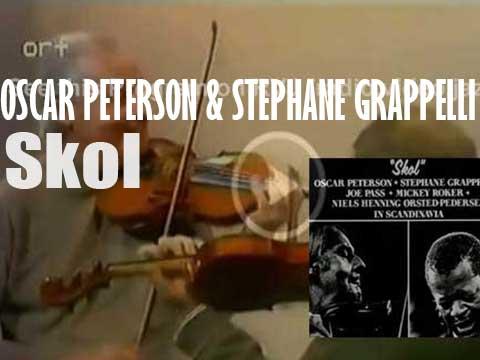 orf
OSCAR PETERSON & STEPHANE GRAPPELLI
Skol
"Skol"
OSCAR PETERSON • STEPHANE GRAPPE
JOE PASS • MICKEY ROKER •
NIELS HENNING ORSTED-PEDERSE
IN SCANDINAVIA